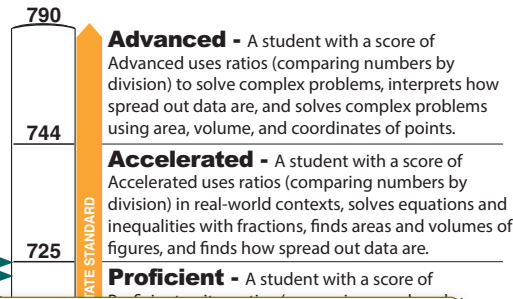 790
Advanced - A student with a score of
Advanced uses ratios (comparing numbers by
division) to solve complex problems, interprets how
spread out data are, and solves complex problems
using area, volume, and coordinates of points.
744
Accelerated - A student with a score of
Accelerated uses ratios (comparing numbers by
division) in real-world contexts, solves equations and
inequalities with fractions, finds areas and volumes of
figures, and finds how spread out data are.
725
STANDARD
Proficient - A student with a score of